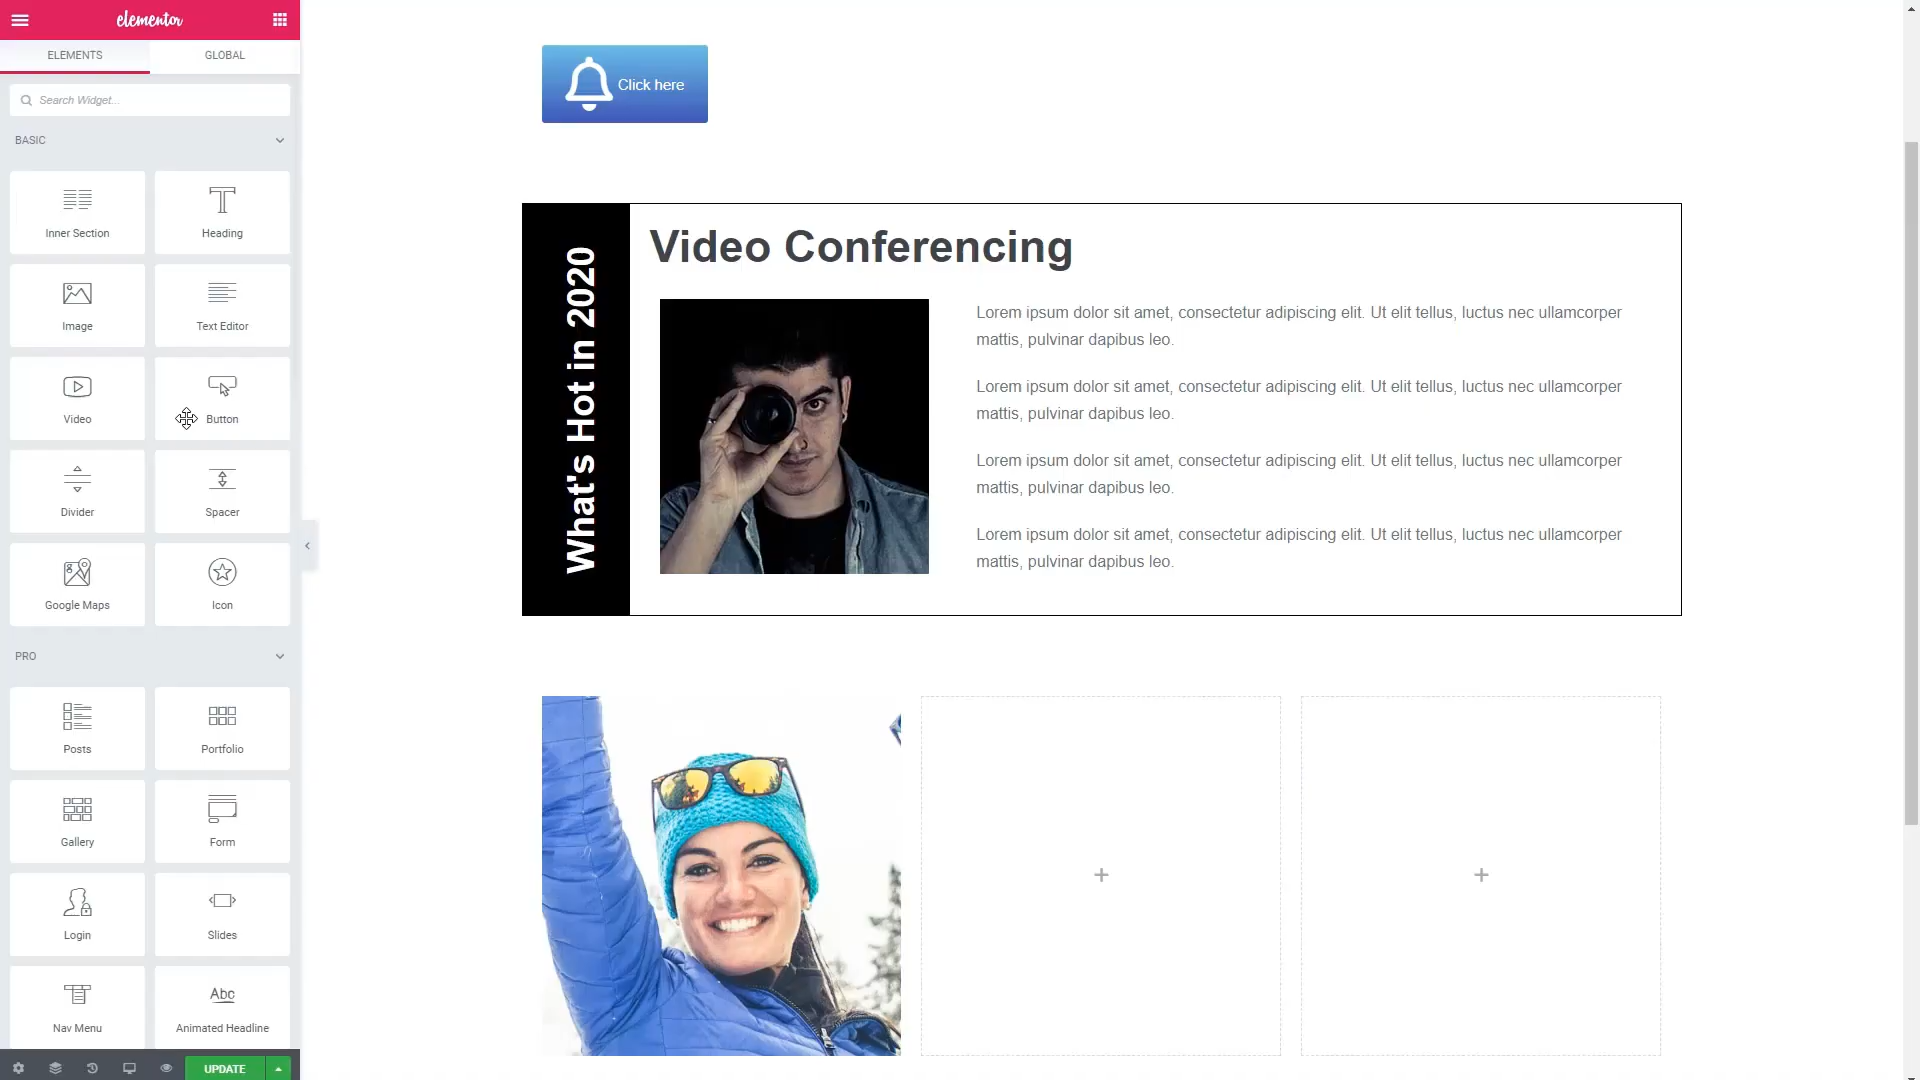 elementor
ELEMENTS
GLOBAL
Search Widget...
BASIC
Inner Section
Heading
Image
Text Editor
Video
Button
Divider
Spacer
Google Maps
Icon
PRO
Posts
Portfolio
Gallery
Form
Login
Slides
Abc
Nav Menu
Animated Headline
UPDATE
Click here
What's Hot in 2020
Video Conferencing
Lorem ipsum dolor sit amet, consectetur adipiscing elit. Ut elit tellus, luctus nec ullamcorper
mattis, pulvinar dapibus leo.
Lorem ipsum dolor sit amet, consectetur adipiscing elit. Ut elit tellus, luctus nec ullamcorper
mattis, pulvinar dapibus leo.
Lorem ipsum dolor sit amet, consectetur adipiscing elit. Ut elit tellus, luctus nec ullamcorper
mattis, pulvinar dapibus leo.
Lorem ipsum dolor sit amet, consectetur adipiscing elit. Ut elit tellus, luctus nec ullamcorper
mattis, pulvinar dapibus leo.